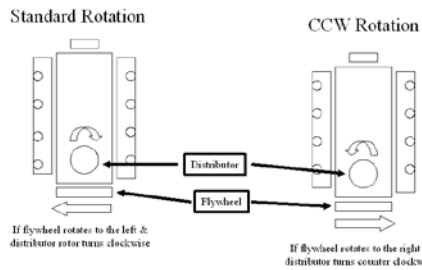 Standard Rotation
CCW Rotation
Distributor
Flywheel
If flywheel rotates to the left &
distributor rotor turns clockwise
If flywheel rotates to the right
distributor turns counter clockw